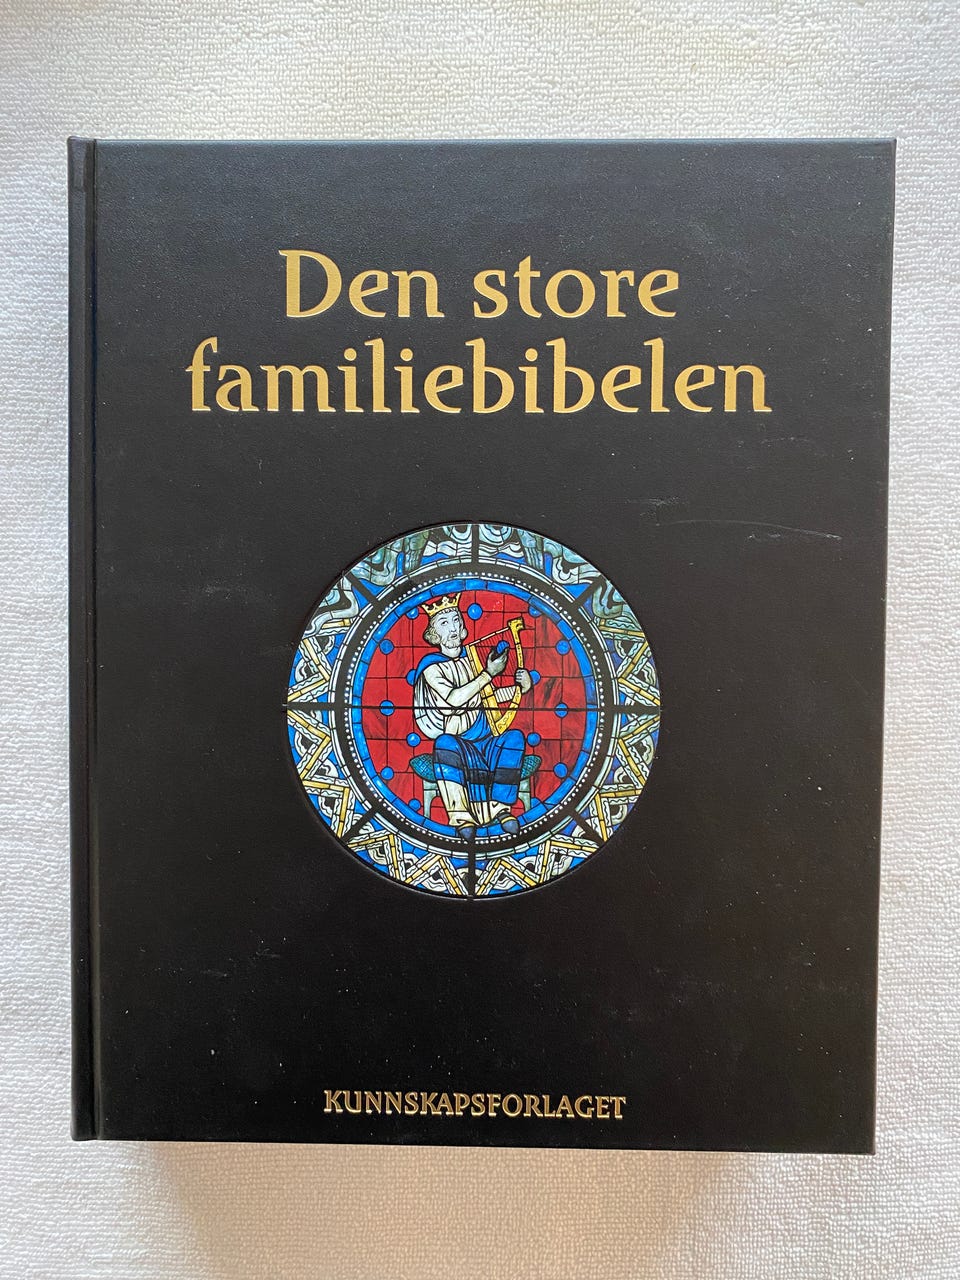 Den store
familiebibelen
KUNNSKAPSFORLAGET